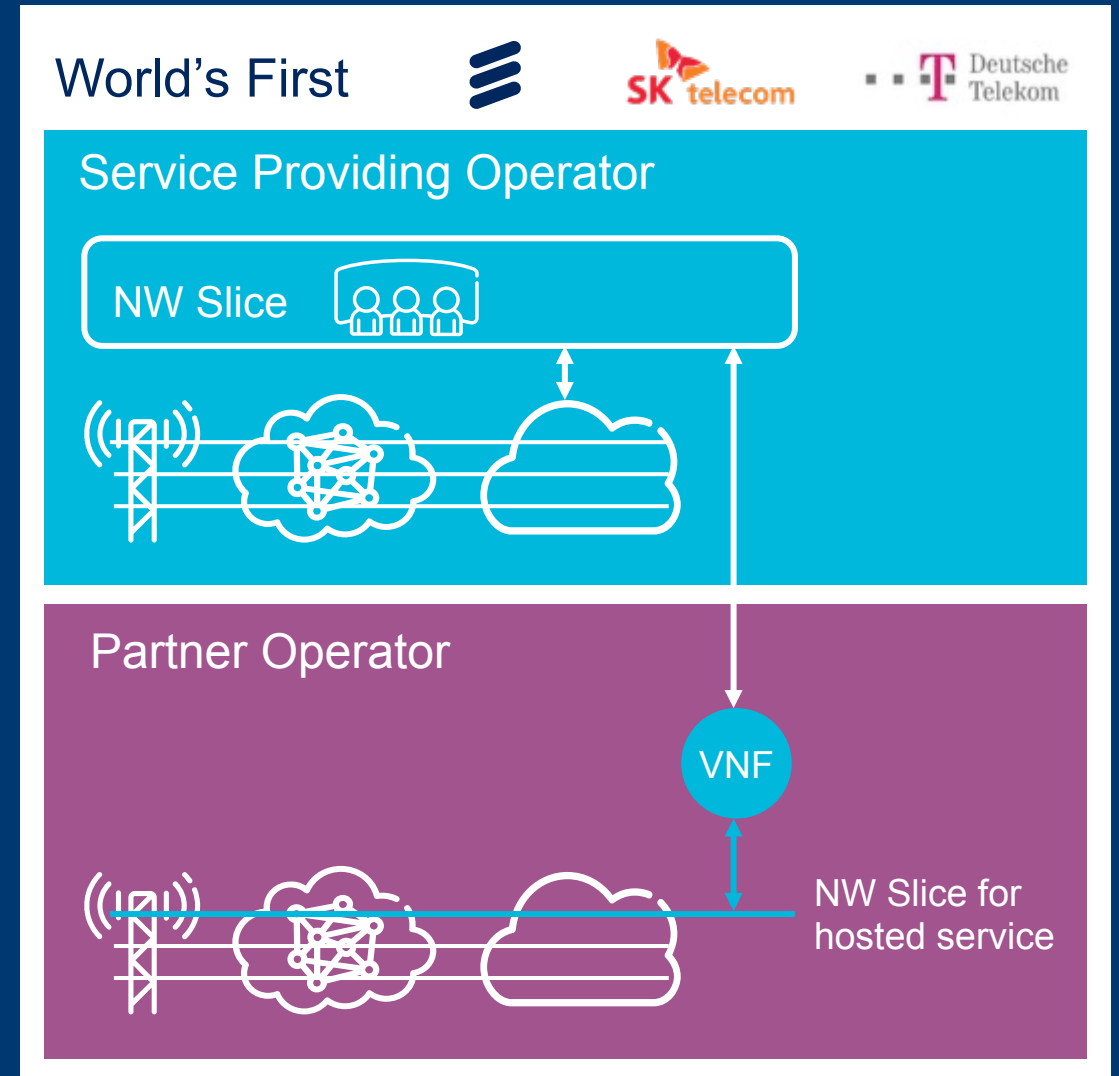 World's First
SK telecom
Deutsche
Telekom
Service Providing Operator
NW Slice
Partner Operator
VNF
NW Slice for
hosted service